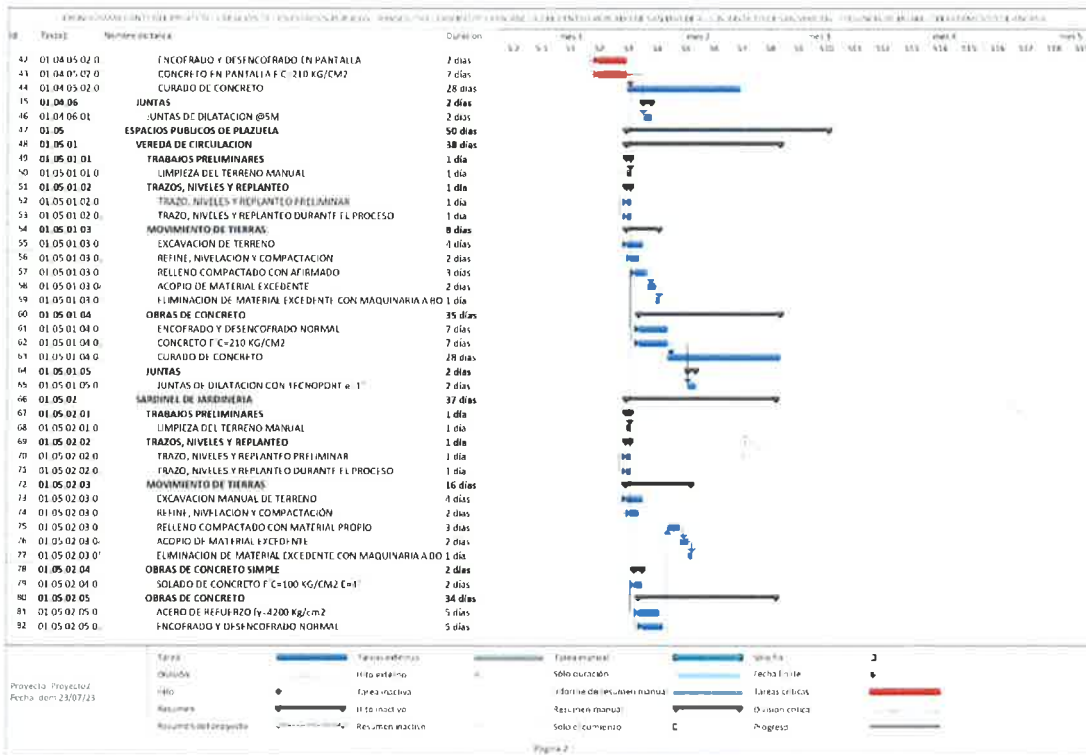 Id Nombre de tarea Duración mes 1 mes 2 mes 3 mes 4 mes 5
42 01.04.05.02.0 ENCOFRADO Y DESENCOFRADO EN PANTALLA 7 días
43 01.04.05.02.0 CONCRETO EN PANTALLA F'C=210 KG/CM2 7 días
44 01.04.05.02.0 CURADO DE CONCRETO 28 días
45 01.04.06 JUNTAS 2 días
46 01.04.06.01 JUNTAS DE DILATACION @5M 2 días
47 01.05 ESPACIOS PUBLICOS DE PLAZUELA 50 días
48 01.05.01 VEREDA DE CIRCULACION 38 días
49 01.05.01.01 TRABAJOS PRELIMINARES 1 día
50 01.05.01.01.0 LIMPIEZA DEL TERRENO MANUAL 1 día
51 01.05.01.02 TRAZOS, NIVELES Y REPLANTEO 1 día
52 01.05.01.02.0 TRAZO, NIVELES Y REPLANTEO PRELIMINAR 1 día
53 01.05.01.02.0 TRAZO, NIVELES Y REPLANTEO DURANTE EL PROCESO 1 día
54 01.05.01.03 MOVIMIENTO DE TIERRAS 8 días
55 01.05.01.03.0 EXCAVACION DE TERRENO 4 días
56 01.05.01.03.0 REFINE, NIVELACION Y COMPACTACIÓN 2 días
57 01.05.01.03.0 RELLENO COMPACTADO CON AFIRMADO 3 días
58 01.05.01.03.0 ACOPIO DE MATERIAL EXCEDENTE 2 días
59 01.05.01.03.0 ELIMINACION DE MATERIAL EXCEDENTE CON MAQUINARIA A BO 1 día
60 01.05.01.04 OBRAS DE CONCRETO 35 días
61 01.05.01.04.0 ENCOFRADO Y DESENCOFRADO NORMAL 7 días
62 01.05.01.04.0 CONCRETO F'C=210 KG/CM2 7 días
63 01.05.01.04.0 CURADO DE CONCRETO 28 días
64 01.05.01.05 JUNTAS 2 días
65 01.05.01.05.0 JUNTAS DE DILATACION CON TECNOPORT e=1" 2 días
66 01.05.02 SARDINEL DE JARDINERIA 37 días
67 01.05.02.01 TRABAJOS PRELIMINARES 1 día
68 01.05.02.01.0 LIMPIEZA DEL TERRENO MANUAL 1 día
69 01.05.02.02 TRAZOS, NIVELES Y REPLANTEO 1 día
70 01.05.02.02.0 TRAZO, NIVELES Y REPLANTEO PRELIMINAR 1 día
71 01.05.02.02.0 TRAZO, NIVELES Y REPLANTEO DURANTE EL PROCESO 1 día
72 01.05.02.03 MOVIMIENTO DE TIERRAS 16 días
73 01.05.02.03.0 EXCAVACION MANUAL DE TERRENO 4 días
74 01.05.02.03.0 REFINE, NIVELACION Y COMPACTACIÓN 2 días
75 01.05.02.03.0 RELLENO COMPACTADO CON MATERIAL PROPIO 3 días
76 01.05.02.03.0 ACOPIO DE MATERIAL EXCEDENTE 2 días
77 01.05.02.03.0 ELIMINACION DE MATERIAL EXCEDENTE CON MAQUINARIA A BO 1 día
78 01.05.02.04 OBRAS DE CONCRETO SIMPLE 2 días
79 01.05.02.04.0 SOLADO DE CONCRETO F'C=100 KG/CM2 E=4" 2 días
80 01.05.02.05 OBRAS DE CONCRETO 34 días
81 01.05.02.05.0 ACERO DE REFUERZO fy=4200 Kg/cm2 5 días
82 01.05.02.05.0 ENCOFRADO Y DESENCOFRADO NORMAL 5 días
Proyecto: Proyecto2
Fecha: dom 23/07/23
Tarea Tareas externas Tarea manual
División Hito externo Sólo duración Fecha límite
Hito Tarea inactiva Informe de resumen manual Tareas críticas
Resumen Hito inactivo Resumen manual División crítica
Resumen del proyecto Resumen inactivo Sólo el comienzo Progreso
Página 2